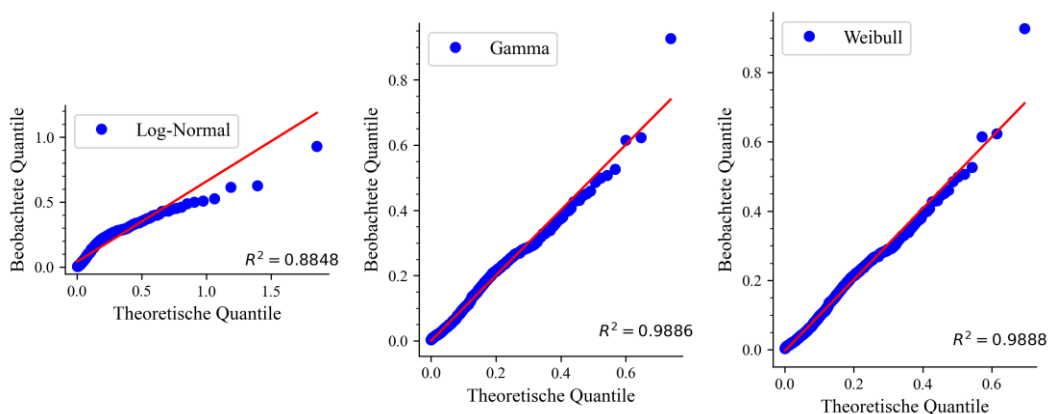 Log-Normal
1.0
0.5
0.0
0.0 0.5 1.0 1.5
Beobachtete Quantile
Theoretische Quantile
R² = 0.8848
Gamma
0.8
0.6
0.4
0.2
0.0
0.0 0.2 0.4 0.6
Beobachtete Quantile
Theoretische Quantile
R² = 0.9886
Weibull
0.8
0.6
0.4
0.2
0.0
0.0 0.2 0.4 0.6
Beobachtete Quantile
Theoretische Quantile
R² = 0.9888